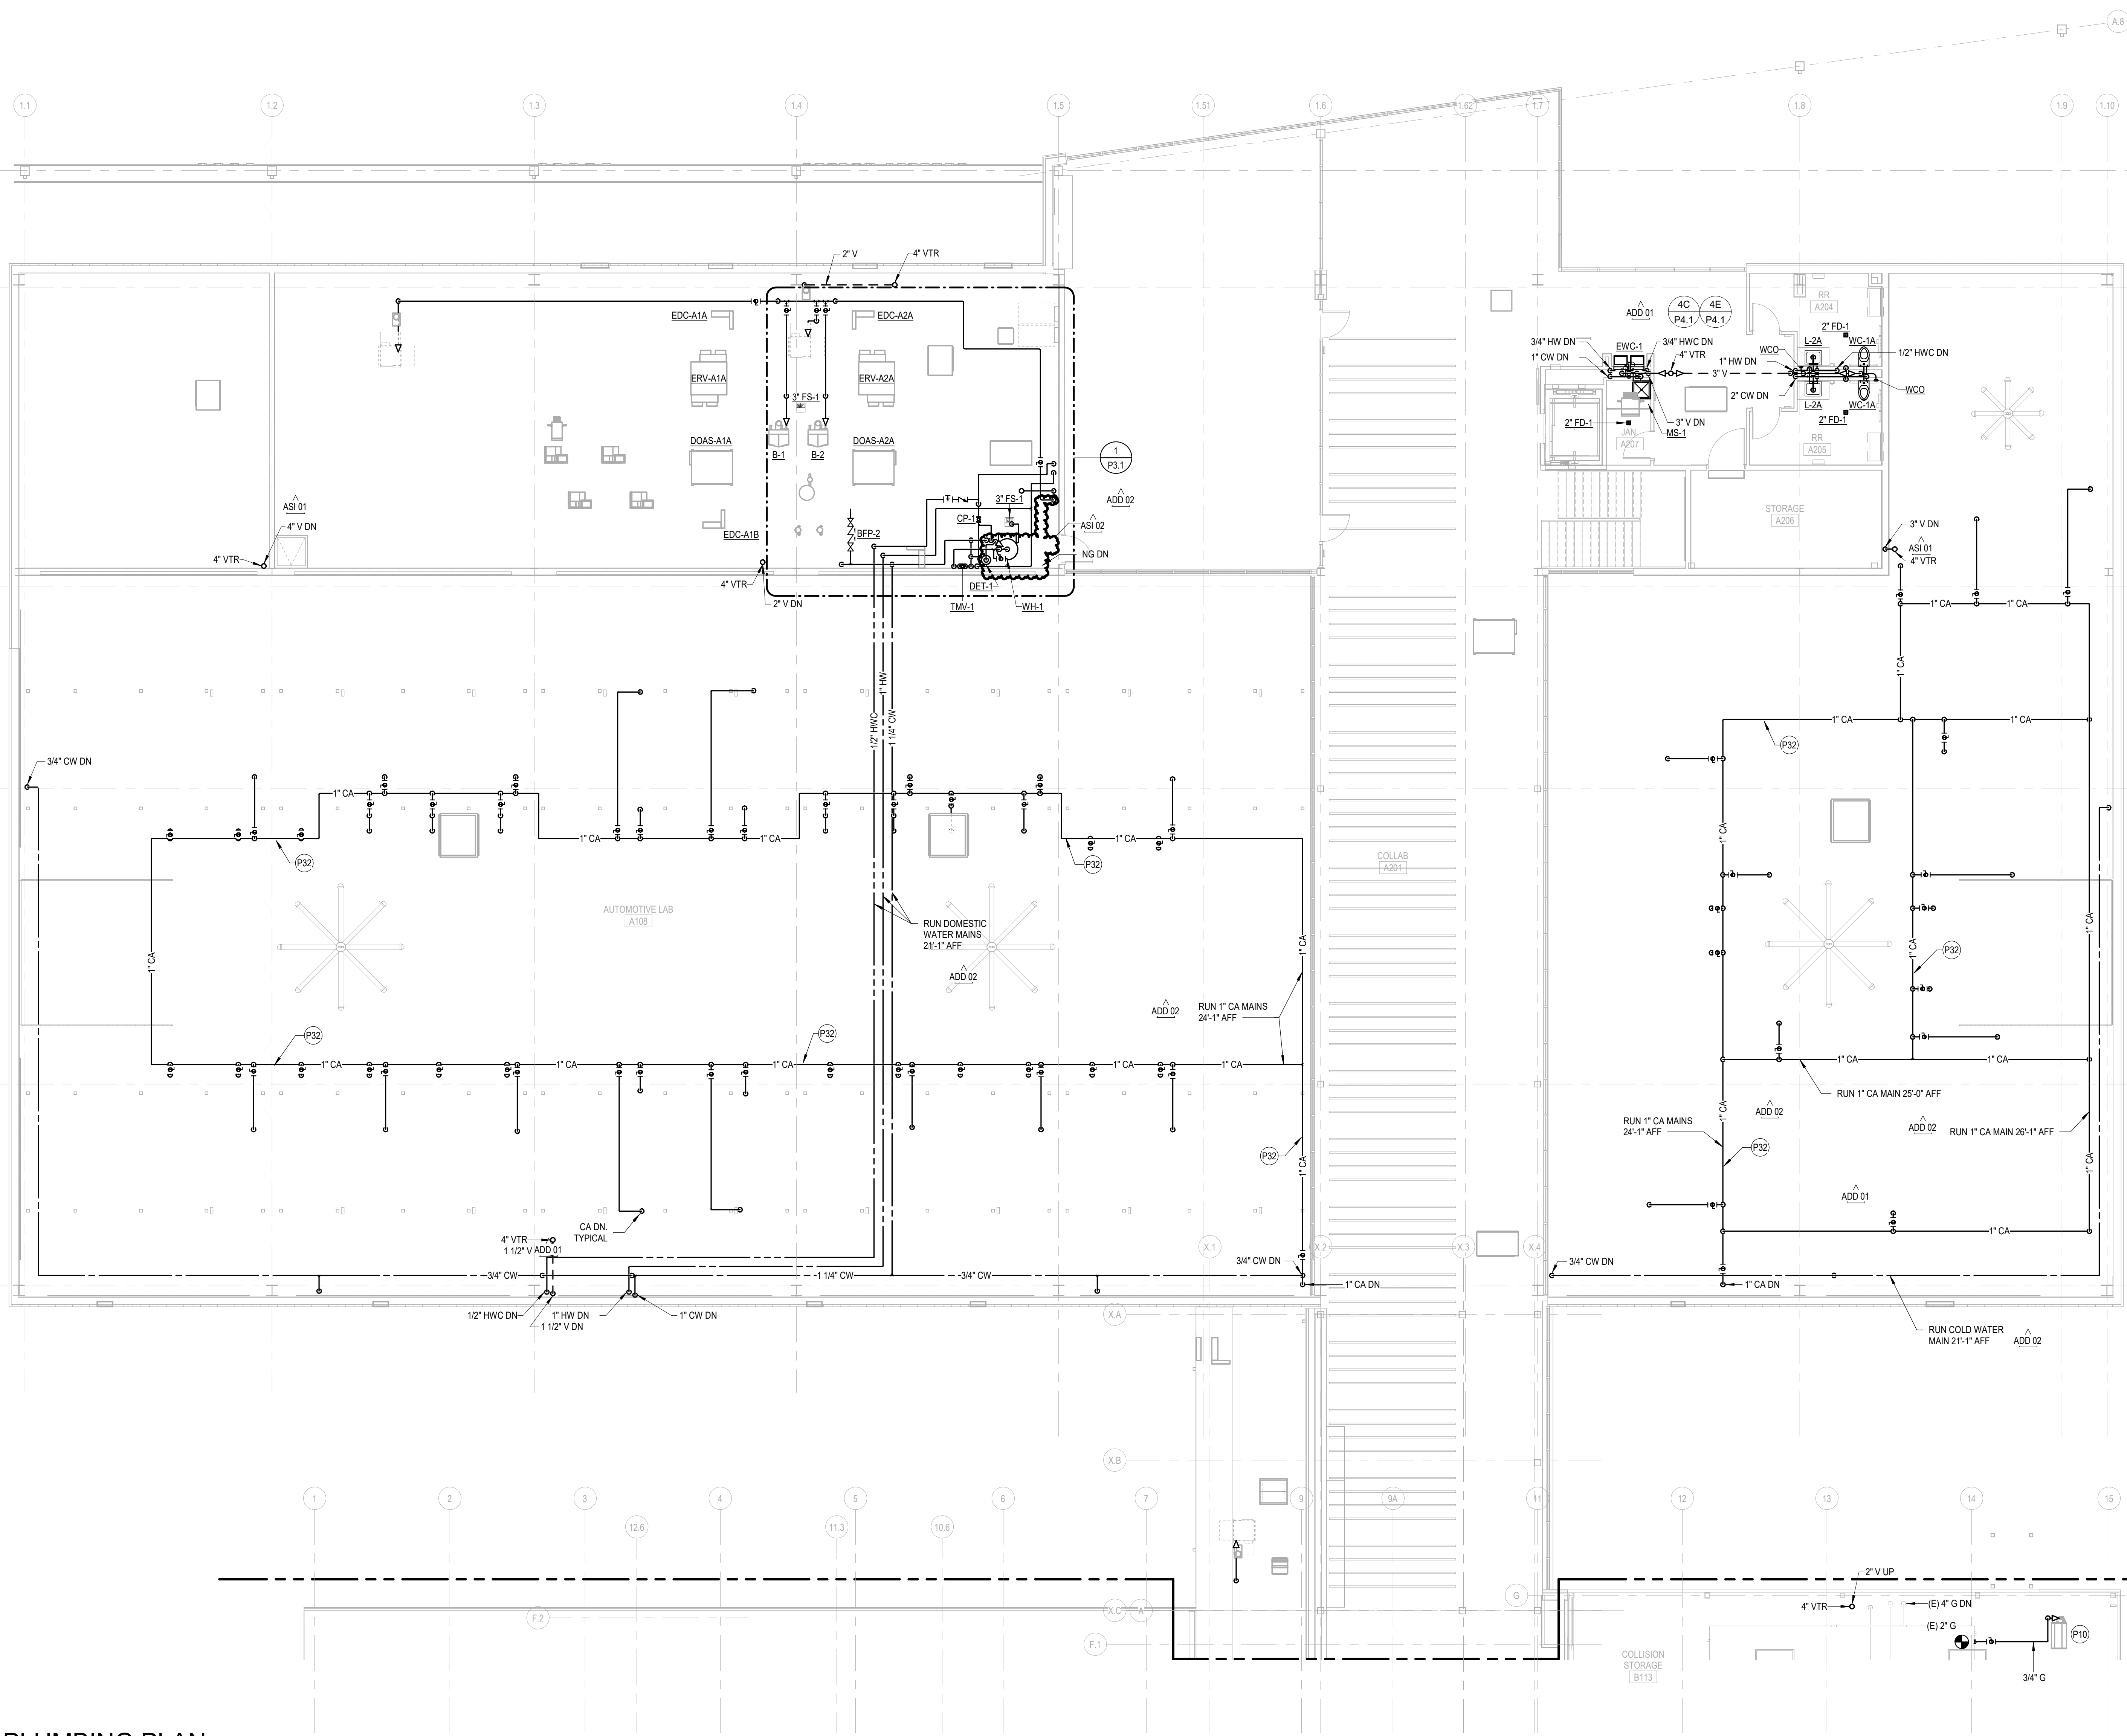 A.8
1.1
1.2
1.3
1.4
1.5
1.51
1.6
1.62
1.7
1.8
1.9
1.10
2" V
4" VTR
EDC-A1A
EDC-A2A
ERV-A1A
ERV-A2A
3" FS-1
DOAS-A1A
DOAS-A2A
B-1
B-2
1
P3.1
^
ADD 02
^
ASI 01
4" V DN
4" VTR
EDC-A1B
BFP-2
CP-1
3" FS-1
^
ASI 02
NG DN
DET-1
TMV-1
WH-1
4" VTR
2" V DN
^
ADD 01
4C
P4.1
4E
P4.1
RR
A204
2" FD-1
3/4" HW DN
1" CW DN
EWC-1
3/4" HWC DN
4" VTR
3" V
WCO
1" HW DN
L-2A
WC-1A
1/2" HWC DN
WCO
2" CW DN
L-2A
WC-1A
2" FD-1
2" FD-1
JAN.
A207
3" V DN
MS-1
RR
A205
STORAGE
A206
3" V DN
^
ASI 01
4" VTR
1" CA
1" CA
1" CA
1/2" HWC
1" HW
1 1/4" CW
3/4" CW DN
1" CA
1" CA
1" CA
1" CA
P32
P32
1" CA
1" CA
P32
COLLAB
A201
AUTOMOTIVE LAB
A108
RUN DOMESTIC
WATER MAINS
21'-1" AFF
^
ADD 02
1" CA
1" CA
1" CA
1" CA
1" CA
P32
^
ADD 02
RUN 1" CA MAINS
24'-1" AFF
P32
P32
1" CA
1" CA
1" CA
1" CA
1" CA
1" CA
1" CA
RUN 1" CA MAIN 25'-0" AFF
^
ADD 02
RUN 1" CA MAINS
24'-1" AFF
1" CA
P32
^
ADD 02
RUN 1" CA MAIN 26'-1" AFF
1" CA
P32
1" CA
^
ADD 01
CA DN.
TYPICAL
4" VTR
1 1/2" V
^
ADD 01
1" CA
X.1
X.2
X.3
X.4
3/4" CW
1 1/4" CW
3/4" CW
3/4" CW DN
1" CA DN
3/4" CW DN
1" CA DN
1/2" HWC DN
1 1/2" V DN
1" HW DN
1" CW DN
X.A
RUN COLD WATER
MAIN 21'-1" AFF
^
ADD 02
X.B
1
2
3
4
5
6
7
9
9A
11
12
13
14
15
12.6
11.3
10.6
F.2
X.C
A
F.1
G
2" V UP
4" VTR
(E) 4" G DN
(E) 2" G
P10
3/4" G
COLLISION
STORAGE
B113
PLUMBING PLAN